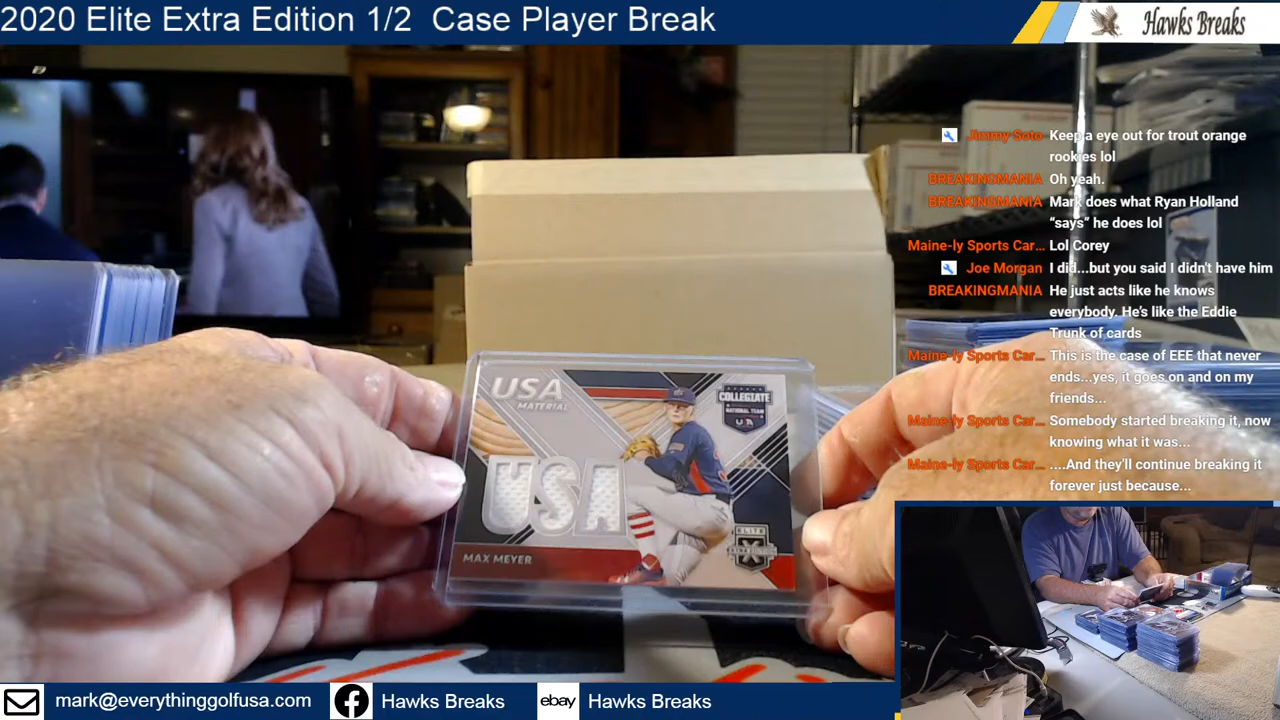 2020 Elite Extra Edition 1/2 Case Player Break
Hawks Breaks
Jimmy Soto Keep a eye out for trout orange
rookies lol
BREAKINGMANIA Oh yeah.
BREAKINGMANIA Mark does what Ryan Holland
“says” he does lol
Maine-ly Sports Car... Lol Corey
Joe Morgan I did...but you said I didn't have him
BREAKINGMANIA He just acts like he knows
everybody. He's like the Eddie
Trunk of cards
Maine-ly Sports Car... This is the case of EEE that never
ends...yes, it goes on and on my
friends...
Maine-ly Sports Car... Somebody started breaking it, now
knowing what it was...
Maine-ly Sports Car... ....And they'll continue breaking it
forever just because...
USA
MATERIAL
COLLEGIATE
NATIONAL TEAM
USA
USA
ELITE
X
EXTRA EDITION
MAX MEYER
mark@everythinggolfusa.com
Hawks Breaks
ebay
Hawks Breaks